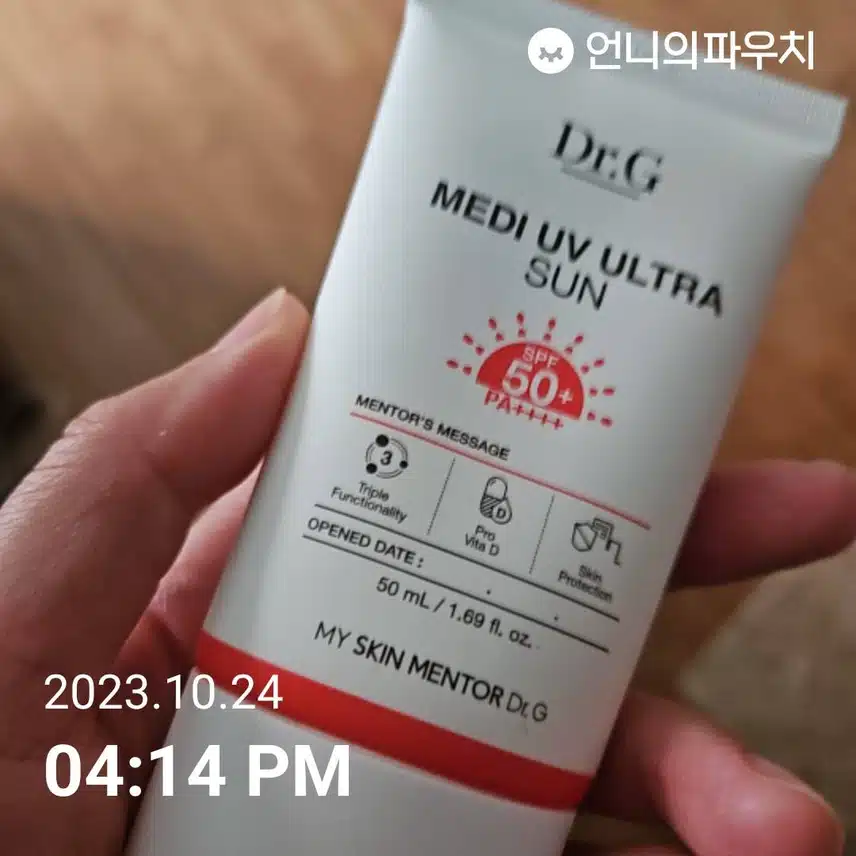 언니의파우치
Dr.G
MEDI UV ULTRA
SUN
SPF
50+
PA++++
MENTOR'S MESSAGE
3
Triple
Functionality
D
Pro
Vita D
Skin
Protection
OPENED DATE : . .
50 mL / 1.69 fl. oz.
MY SKIN MENTOR Dr.G
2023.10.24
04:14 PM